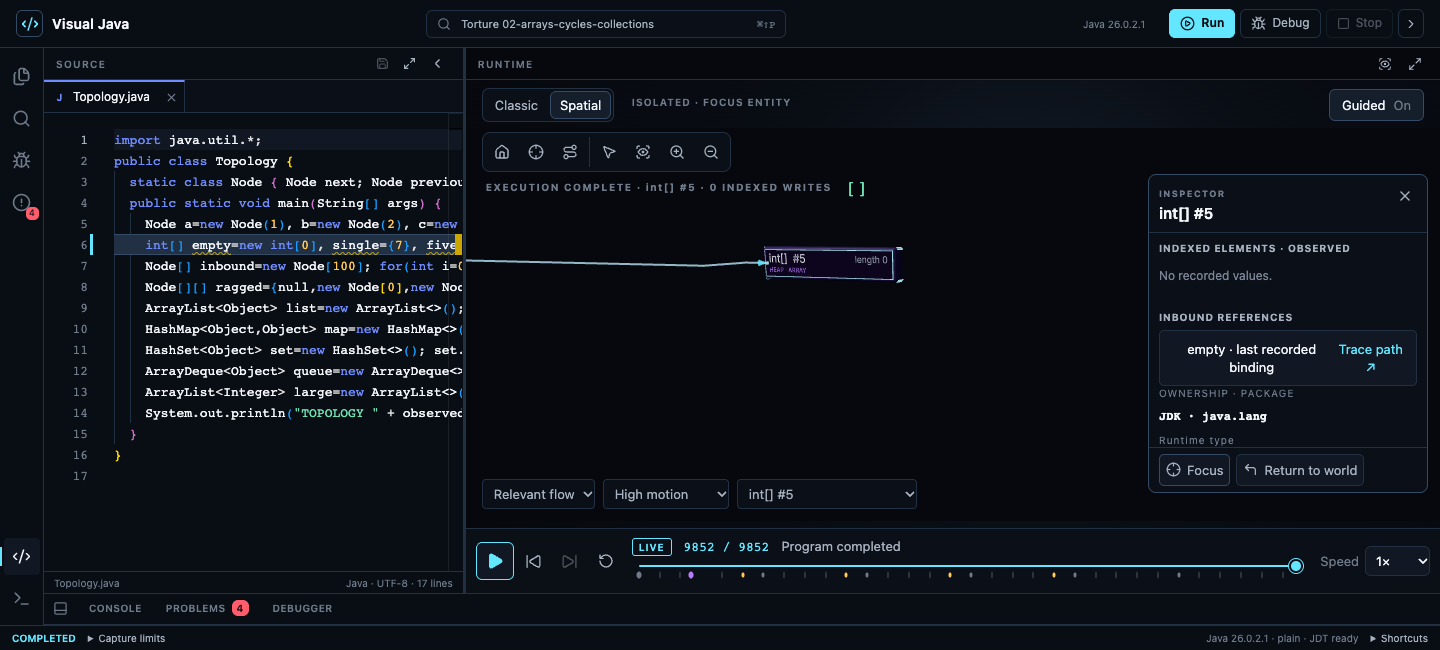 Visual Java
Torture 02-arrays-cycles-collections
⌘⇧P
Java 26.0.2.1
Run
Debug
Stop
SOURCE
RUNTIME
J Topology.java
Classic
Spatial
ISOLATED · FOCUS ENTITY
Guided On
1 import java.util.*;
2 public class Topology {
3 static class Node { Node next; Node previou
4 public static void main(String[] args) {
5 Node a=new Node(1), b=new Node(2), c=new
6 int[] empty=new int[0], single={7}, five
7 Node[] inbound=new Node[100]; for(int i=0
8 Node[][] ragged={null,new Node[0],new Nod
9 ArrayList<Object> list=new ArrayList<>();
10 HashMap<Object,Object> map=new HashMap<>(
11 HashSet<Object> set=new HashSet<>(); set.
12 ArrayDeque<Object> queue=new ArrayDeque<>
13 ArrayList<Integer> large=new ArrayList<>(
14 System.out.println("TOPOLOGY " + observed
15 }
16 }
17
EXECUTION COMPLETE · int[] #5 · 0 INDEXED WRITES
[ ]
int[] #5
length 0
HEAP ARRAY
INSPECTOR
int[] #5
INDEXED ELEMENTS · OBSERVED
No recorded values.
INBOUND REFERENCES
empty · last recorded binding
Trace path ↗
OWNERSHIP · PACKAGE
JDK · java.lang
Runtime type
Focus
Return to world
Relevant flow
High motion
int[] #5
LIVE
9852 / 9852
Program completed
Speed
1×
Topology.java
Java · UTF-8 · 17 lines
CONSOLE
PROBLEMS 4
DEBUGGER
4
COMPLETED
Capture limits
Java 26.0.2.1 · plain · JDT ready
Shortcuts